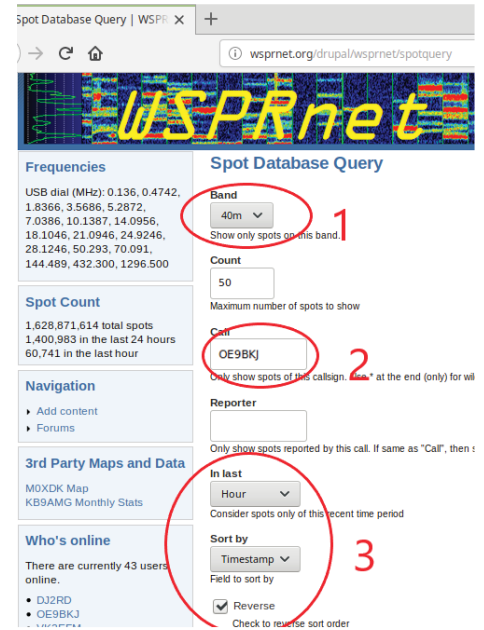 Spot Database Query | WSPR
wsprnet.org/drupal/wsprnet/spotquery
WSPRnet
Frequencies
USB dial (MHz): 0.136, 0.4742,
1.8366, 3.5686, 5.2872,
7.0386, 10.1387, 14.0956,
18.1046, 21.0946, 24.9246,
28.1246, 50.293, 70.091,
144.489, 432.300, 1296.500
Spot Count
1,628,871,614 total spots
1,400,983 in the last 24 hours
60,741 in the last hour
Navigation
Add content
Forums
3rd Party Maps and Data
M0XDK Map
KB9AMG Monthly Stats
Who's online
There are currently 43 users
online.
DJ2RD
OE9BKJ
VK3EFM
Spot Database Query
Band
40m
1
Show only spots on this band.
Count
50
Maximum number of spots to show
Call
OE9BKJ
2
Only show spots of this callsign. Use * at the end (only) for wil
Reporter
Only show spots reported by this call. If same as "Call", then s
In last
Hour
Consider spots only of this recent time period
Sort by
Timestamp
3
Field to sort by
Reverse
Check to reverse sort order